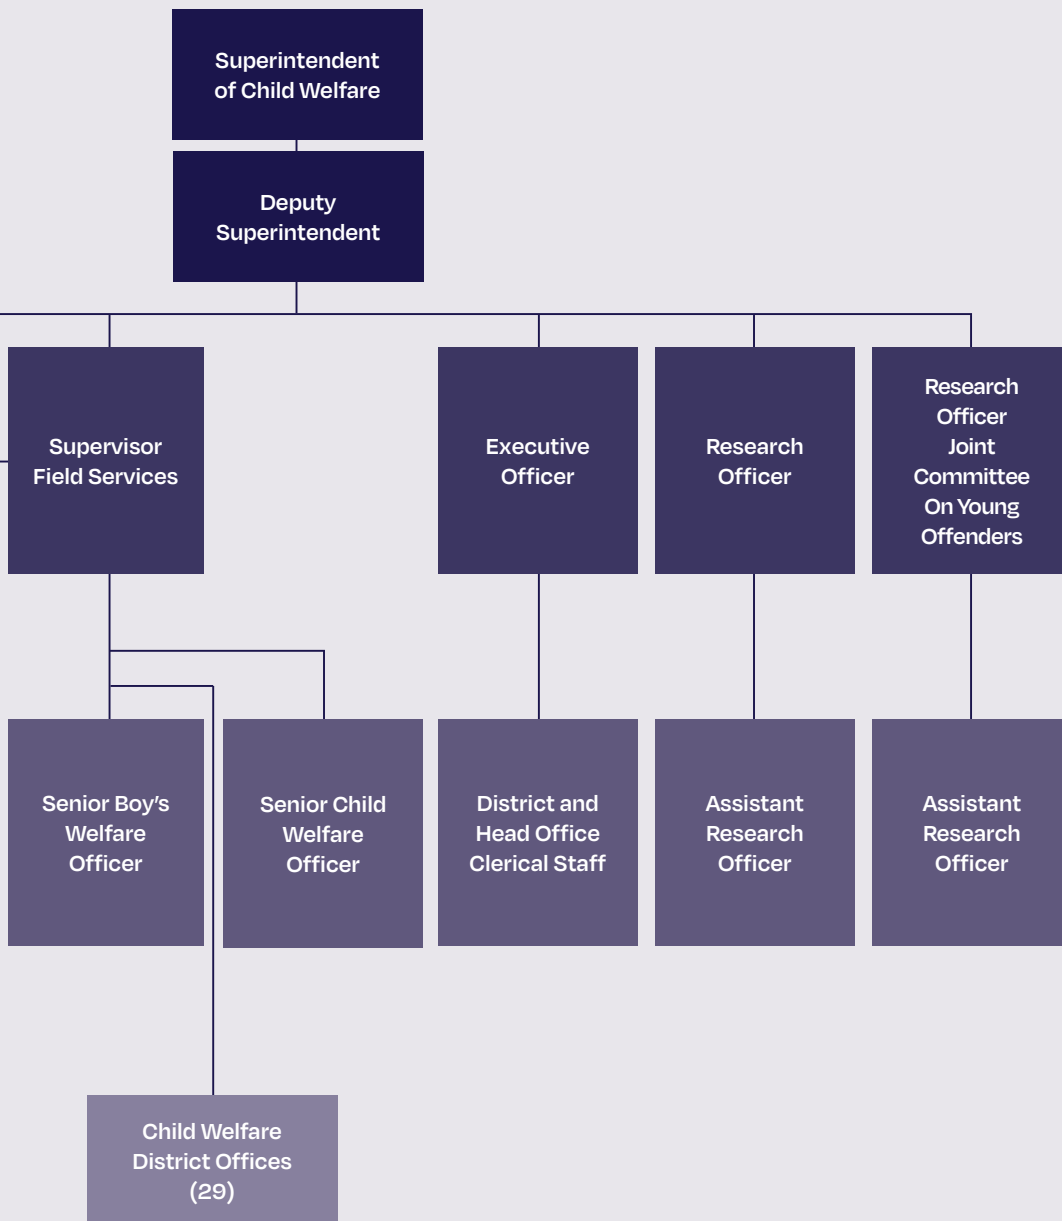 Superintendent
of Child Welfare
Deputy
Superintendent
Supervisor
Field Services
Executive
Officer
Research
Officer
Research
Officer
Joint
Committee
On Young
Offenders
Senior Boy’s
Welfare
Officer
Senior Child
Welfare
Officer
District and
Head Office
Clerical Staff
Assistant
Research
Officer
Assistant
Research
Officer
Child Welfare
District Offices
(29)